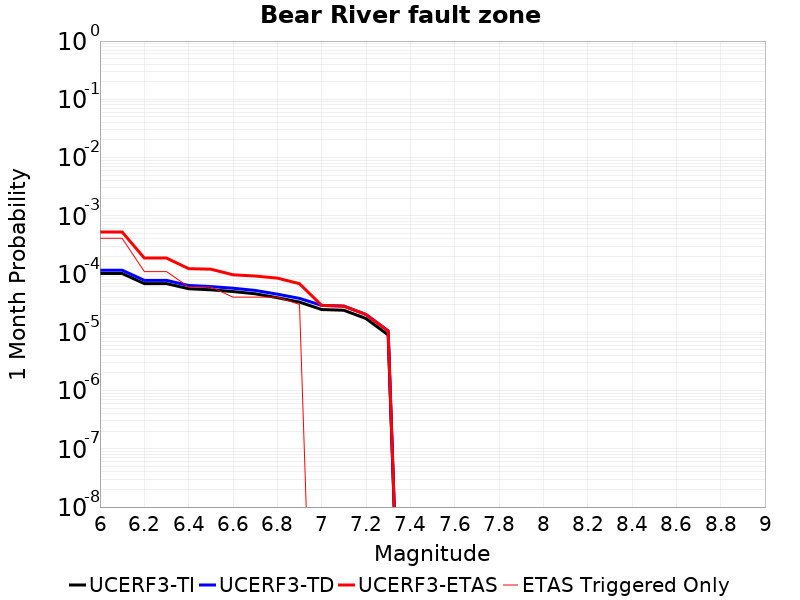 Bear River fault zone
1 Month Probability
10^0
10^-1
10^-2
10^-3
10^-4
10^-5
10^-6
10^-7
10^-8
6 6.2 6.4 6.6 6.8 7 7.2 7.4 7.6 7.8 8 8.2 8.4 8.6 8.8 9
Magnitude
UCERF3-TI UCERF3-TD UCERF3-ETAS ETAS Triggered Only